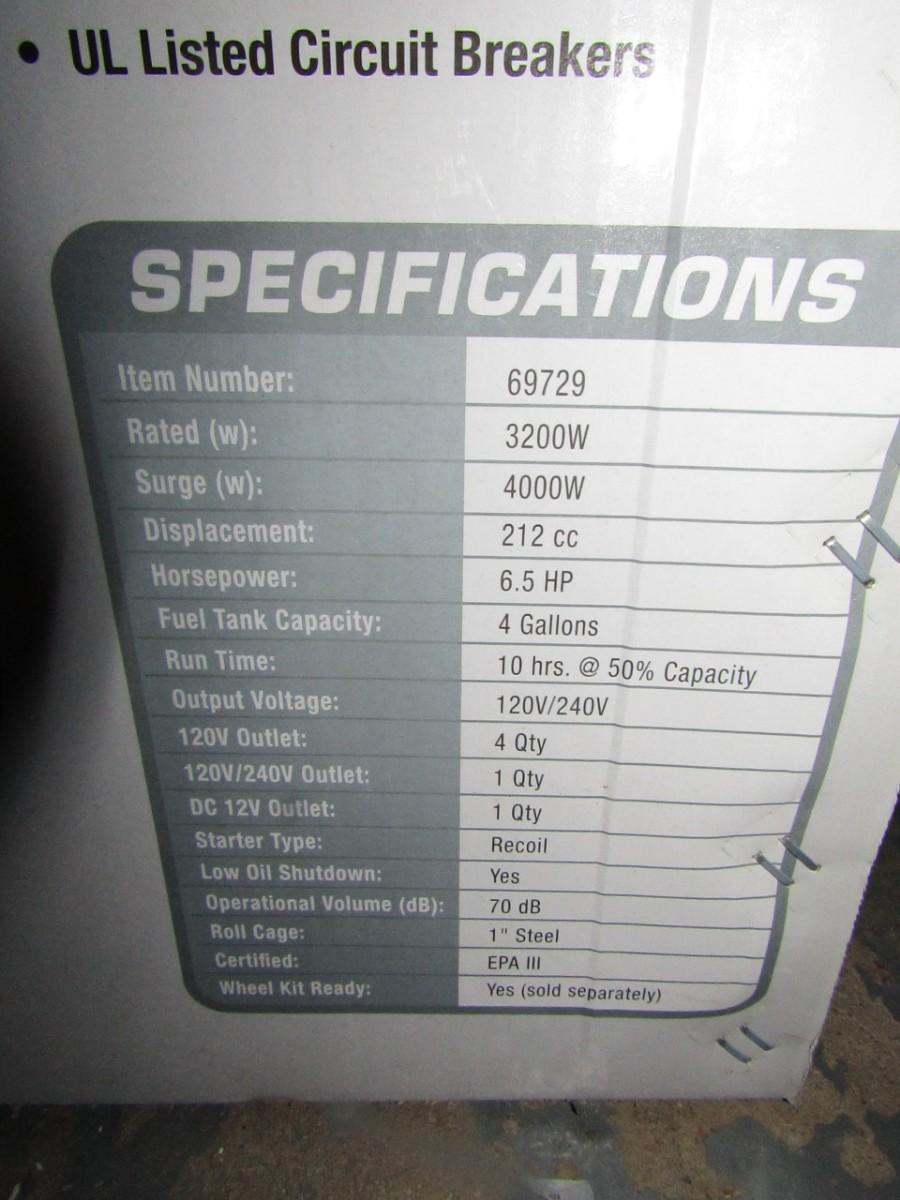 • UL Listed Circuit Breakers
SPECIFICATIONS
Item Number: 69729
Rated (w): 3200W
Surge (w): 4000W
Displacement: 212 cc
Horsepower: 6.5 HP
Fuel Tank Capacity: 4 Gallons
Run Time: 10 hrs. @ 50% Capacity
Output Voltage: 120V/240V
120V Outlet: 4 Qty
120V/240V Outlet: 1 Qty
DC 12V Outlet: 1 Qty
Starter Type: Recoil
Low Oil Shutdown: Yes
Operational Volume (dB): 70 dB
Roll Cage: 1" Steel
Certified: EPA III
Wheel Kit Ready: Yes (sold separately)